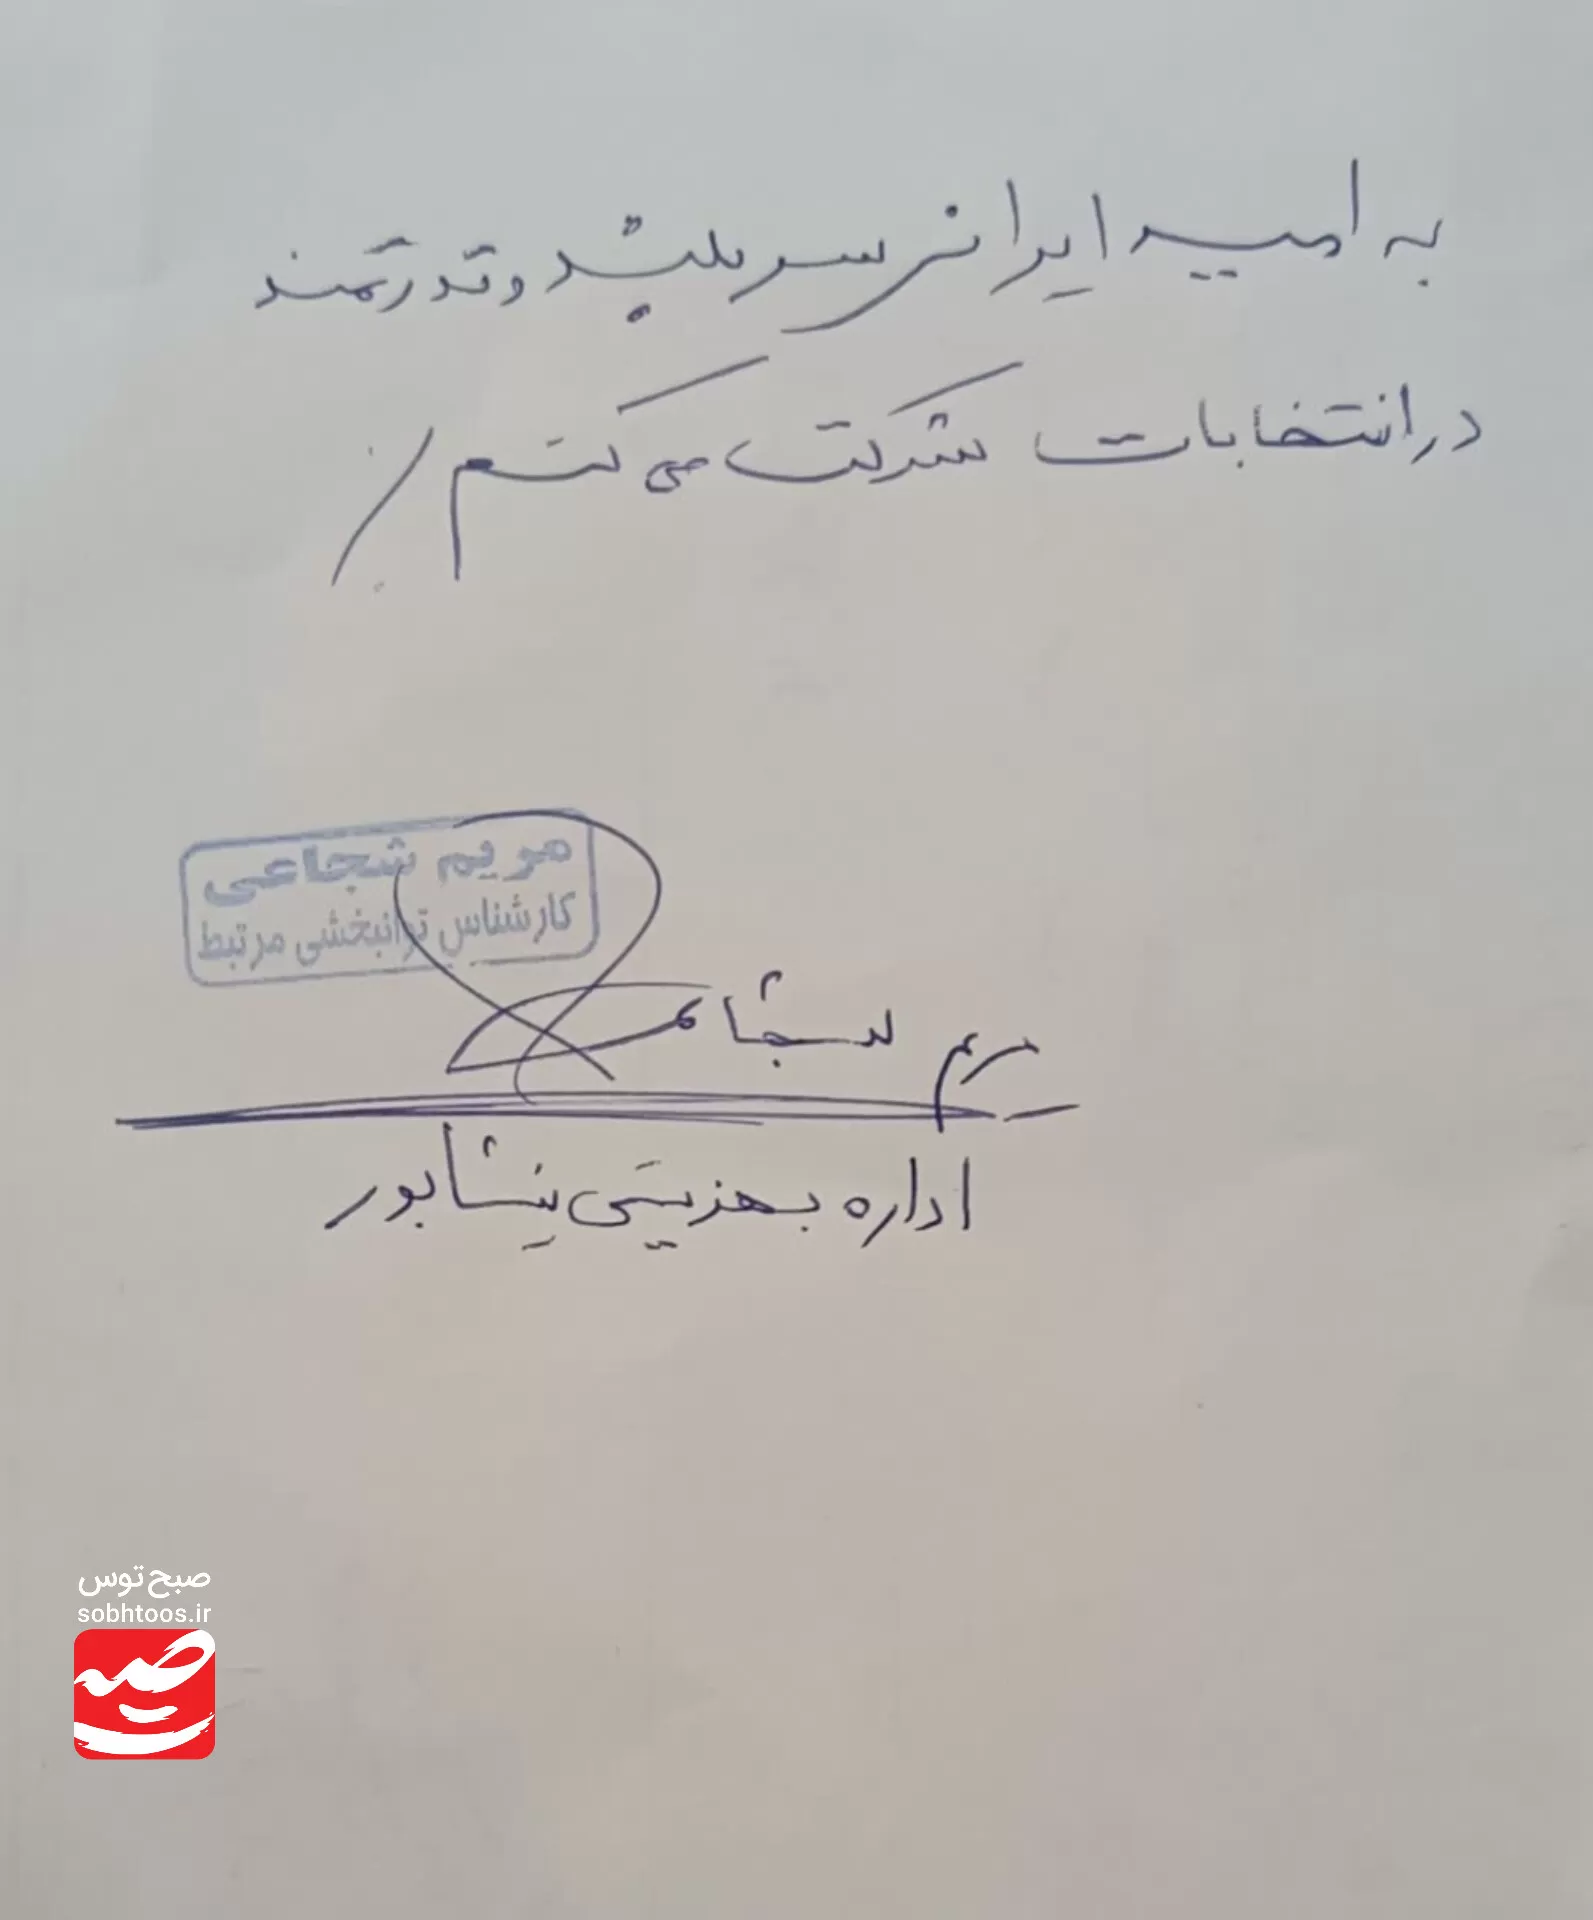 به امید ایران سربلند و قدرتمند
در انتخابات شرکت می کنم /
مریم شجاعی
کارشناس توانبخشی مرتبط
مریم شجاعی
اداره بهزیستی نیشابور
صبح توس
sobhtoos.ir